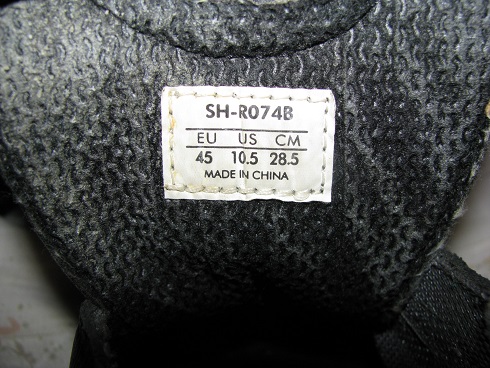 SH-R074B
EU US CM
45 10.5 28.5
MADE IN CHINA